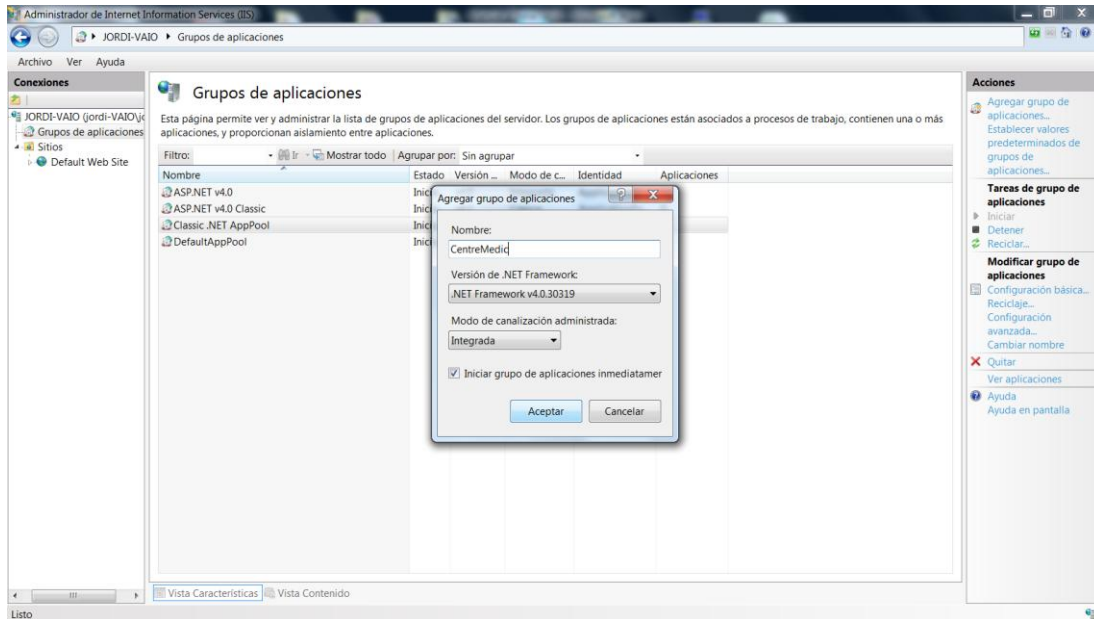 Administrador de Internet Information Services (IIS)
JORDI-VAIO Grupos de aplicaciones
Archivo Ver Ayuda
Conexiones
JORDI-VAIO (jordi-VAIO\jo
Grupos de aplicaciones
Sitios
Default Web Site
Grupos de aplicaciones
Esta página permite ver y administrar la lista de grupos de aplicaciones del servidor. Los grupos de aplicaciones están asociados a procesos de trabajo, contienen una o más
aplicaciones, y proporcionan aislamiento entre aplicaciones.
Filtro: Ir Mostrar todo Agrupar por: Sin agrupar
Nombre Estado Versión ... Modo de c... Identidad Aplicaciones
ASP.NET v4.0 Inici
ASP.NET v4.0 Classic Inici
Classic .NET AppPool Inici
DefaultAppPool Inici
Agregar grupo de aplicaciones
Nombre:
CentreMedic
Versión de .NET Framework:
.NET Framework v4.0.30319
Modo de canalización administrada:
Integrada
Iniciar grupo de aplicaciones inmediatamer
Aceptar Cancelar
Acciones
Agregar grupo de
aplicaciones...
Establecer valores
predeterminados de
grupos de
aplicaciones...
Tareas de grupo de
aplicaciones
Iniciar
Detener
Reciclar...
Modificar grupo de
aplicaciones
Configuración básica...
Reciclaje...
Configuración
avanzada...
Cambiar nombre
Quitar
Ver aplicaciones
Ayuda
Ayuda en pantalla
Vista Características Vista Contenido
Listo